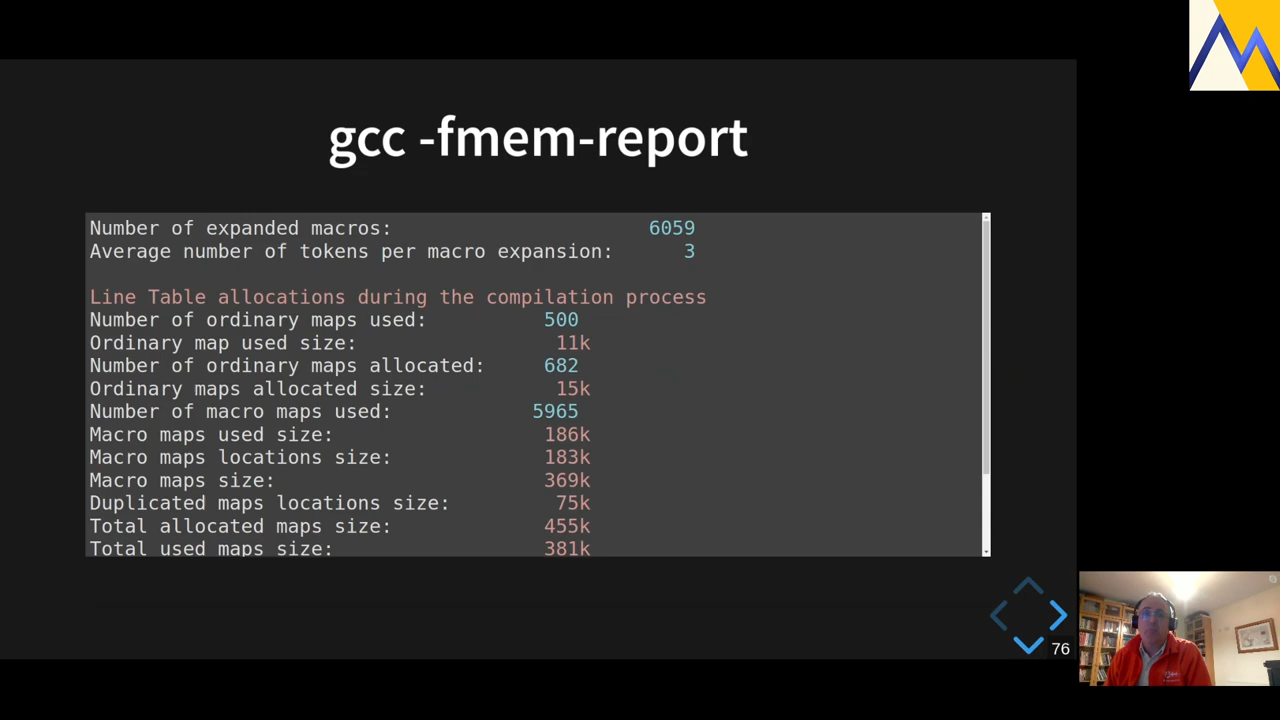 gcc -fmem-report
Number of expanded macros: 6059
Average number of tokens per macro expansion: 3
Line Table allocations during the compilation process
Number of ordinary maps used: 500
Ordinary map used size: 11k
Number of ordinary maps allocated: 682
Ordinary maps allocated size: 15k
Number of macro maps used: 5965
Macro maps used size: 186k
Macro maps locations size: 183k
Macro maps size: 369k
Duplicated maps locations size: 75k
Total allocated maps size: 455k
Total used maps size: 381k
76